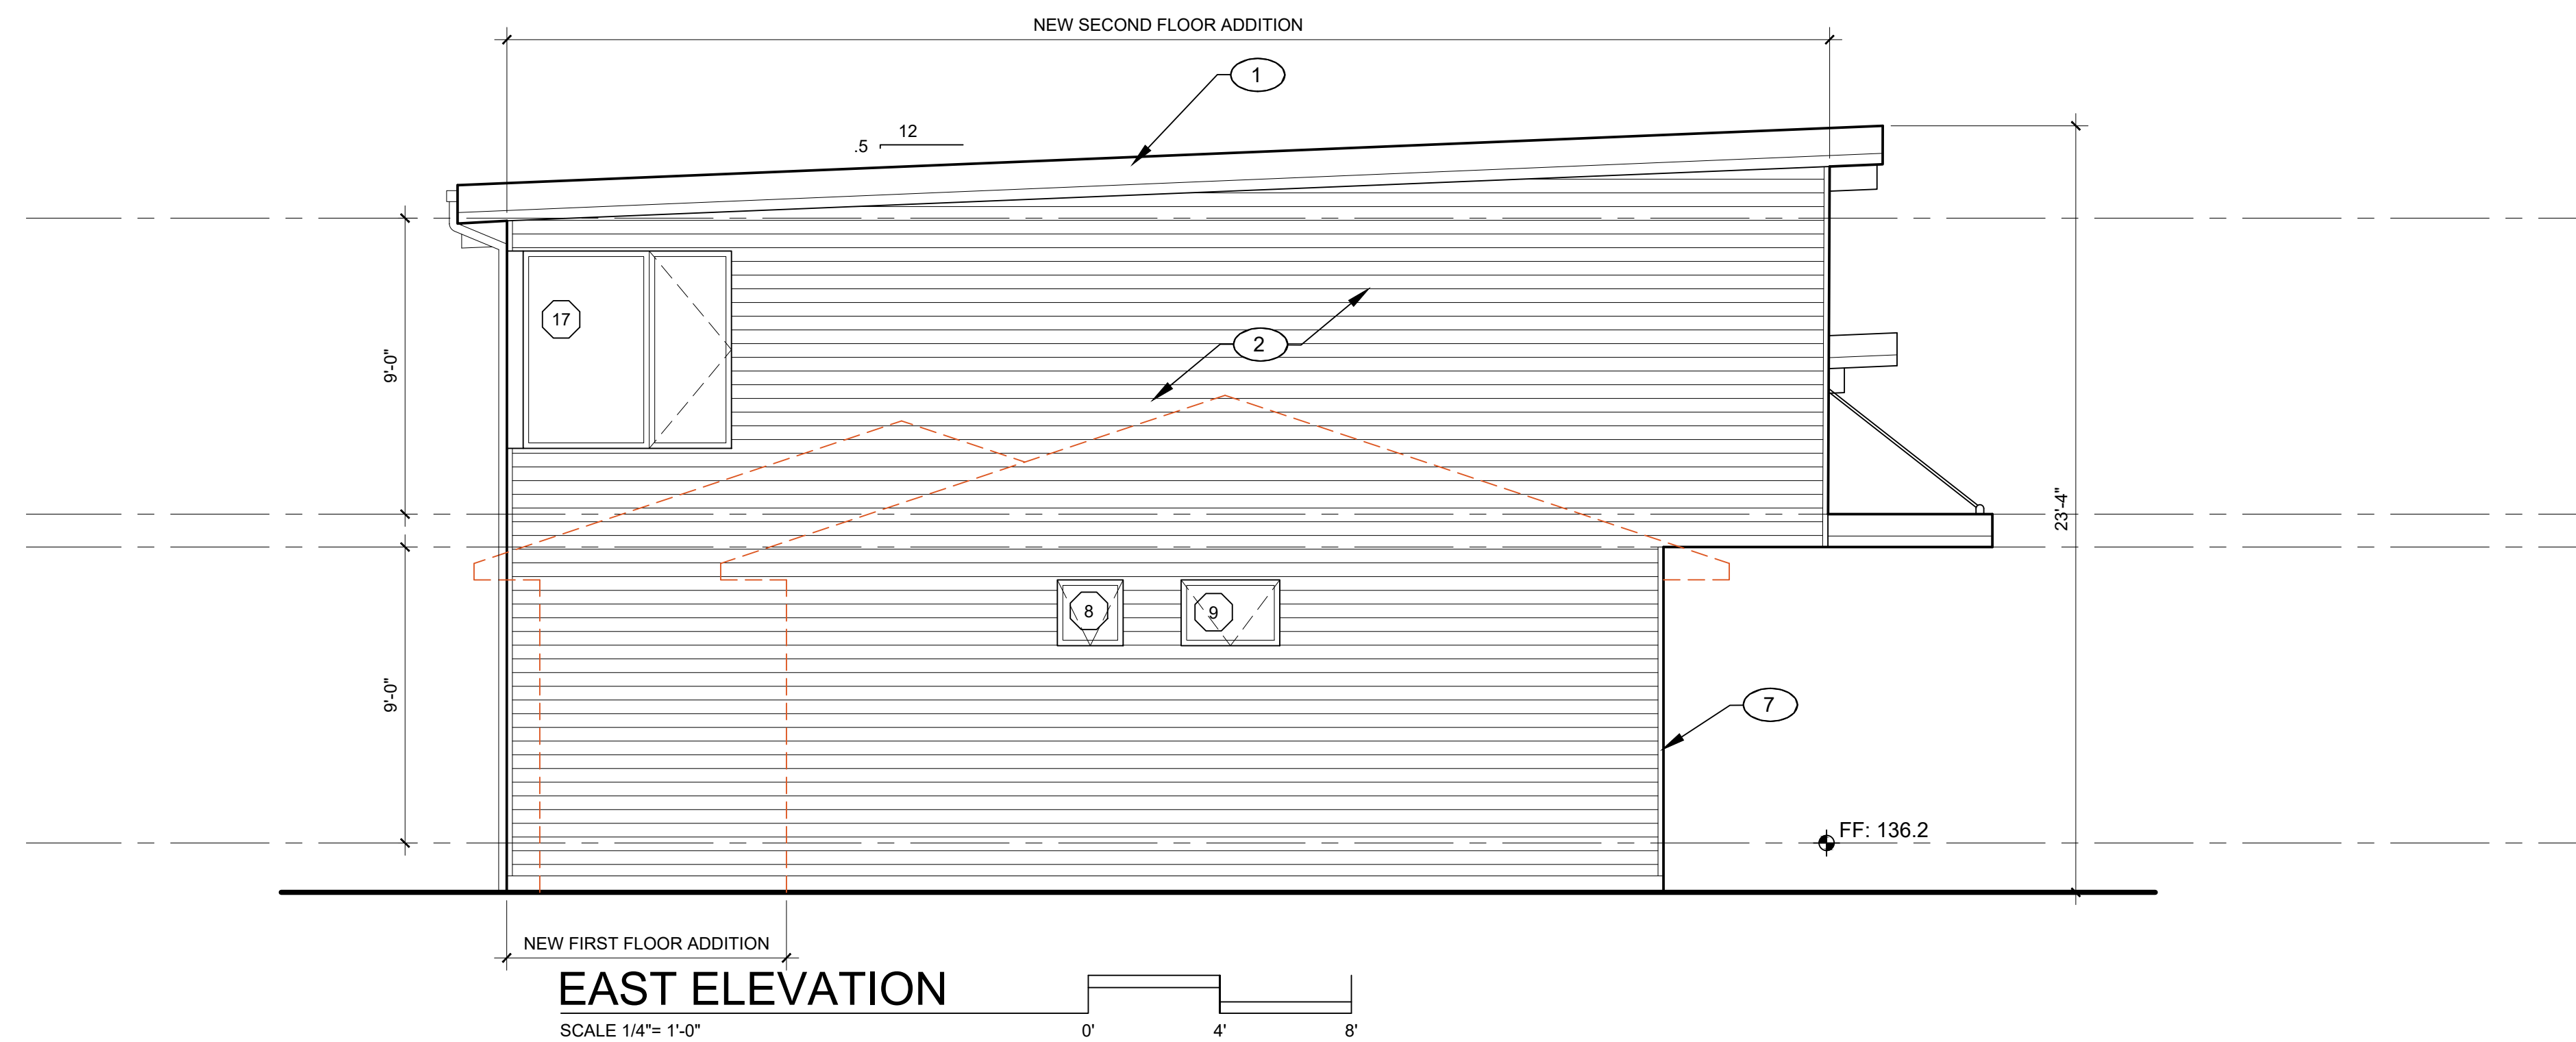 NEW SECOND FLOOR ADDITION
1
12
.5
17
2
9'-0"
23'-4"
8
9
9'-0"
7
FF: 136.2
NEW FIRST FLOOR ADDITION
EAST ELEVATION
SCALE 1/4"= 1'-0"
0' 4' 8'